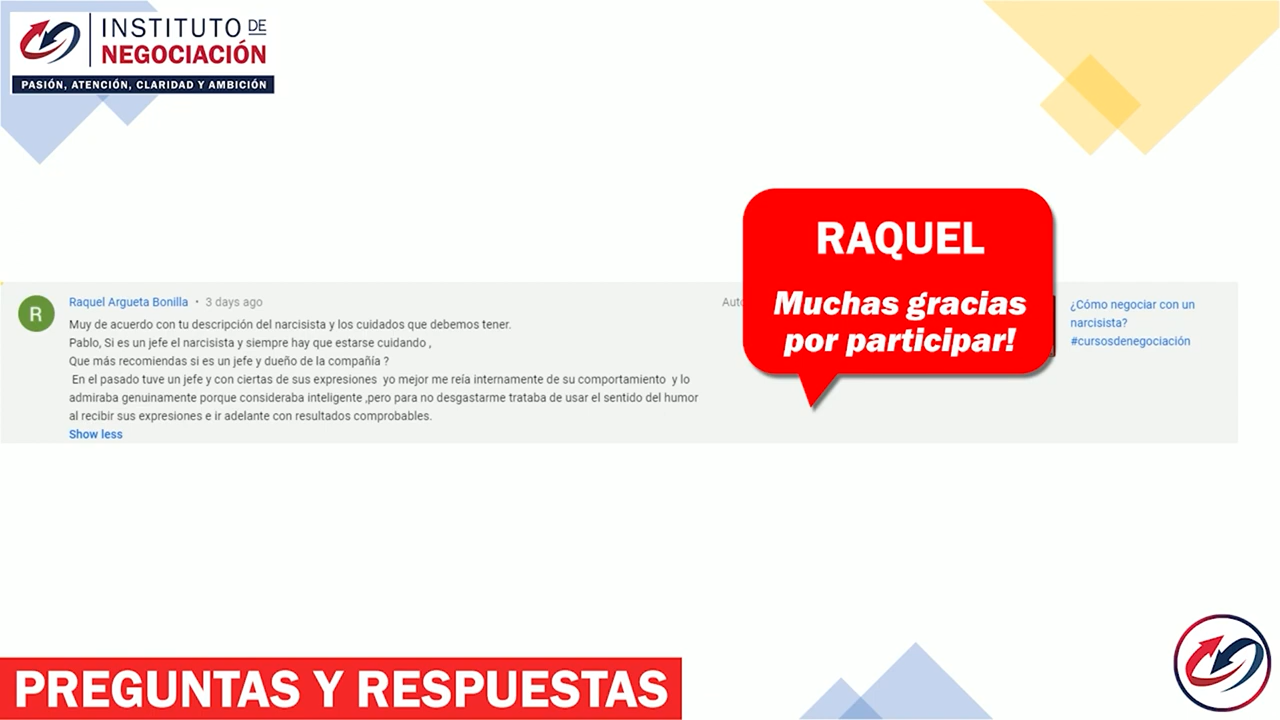 INSTITUTO DE
NEGOCIACIÓN
PASIÓN, ATENCIÓN, CLARIDAD Y AMBICIÓN
RAQUEL
Muchas gracias
por participar!
R
Raquel Argueta Bonilla • 3 days ago
Muy de acuerdo con tu descripción del narcisista y los cuidados que debemos tener.
Pablo, Si es un jefe el narcisista y siempre hay que estarse cuidando ,
Que más recomiendas si es un jefe y dueño de la compañía ?
En el pasado tuve un jefe y con ciertas de sus expresiones yo mejor me reía internamente de su comportamiento y lo
admiraba genuinamente porque consideraba inteligente ,pero para no desgastarme trataba de usar el sentido del humor
al recibir sus expresiones e ir adelante con resultados comprobables.
Show less
¿Cómo negociar con un
narcisista?
#cursosdenegociación
PREGUNTAS Y RESPUESTAS